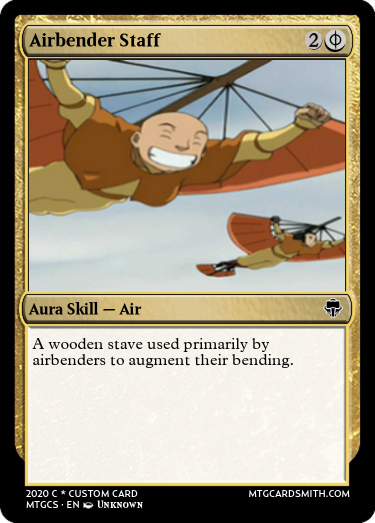 Airbender Staff 2
Aura Skill — Air
A wooden stave used primarily by
airbenders to augment their bending.
2020 C * CUSTOM CARD
MTGCS · EN UNKNOWN
MTGCARDSMITH.COM